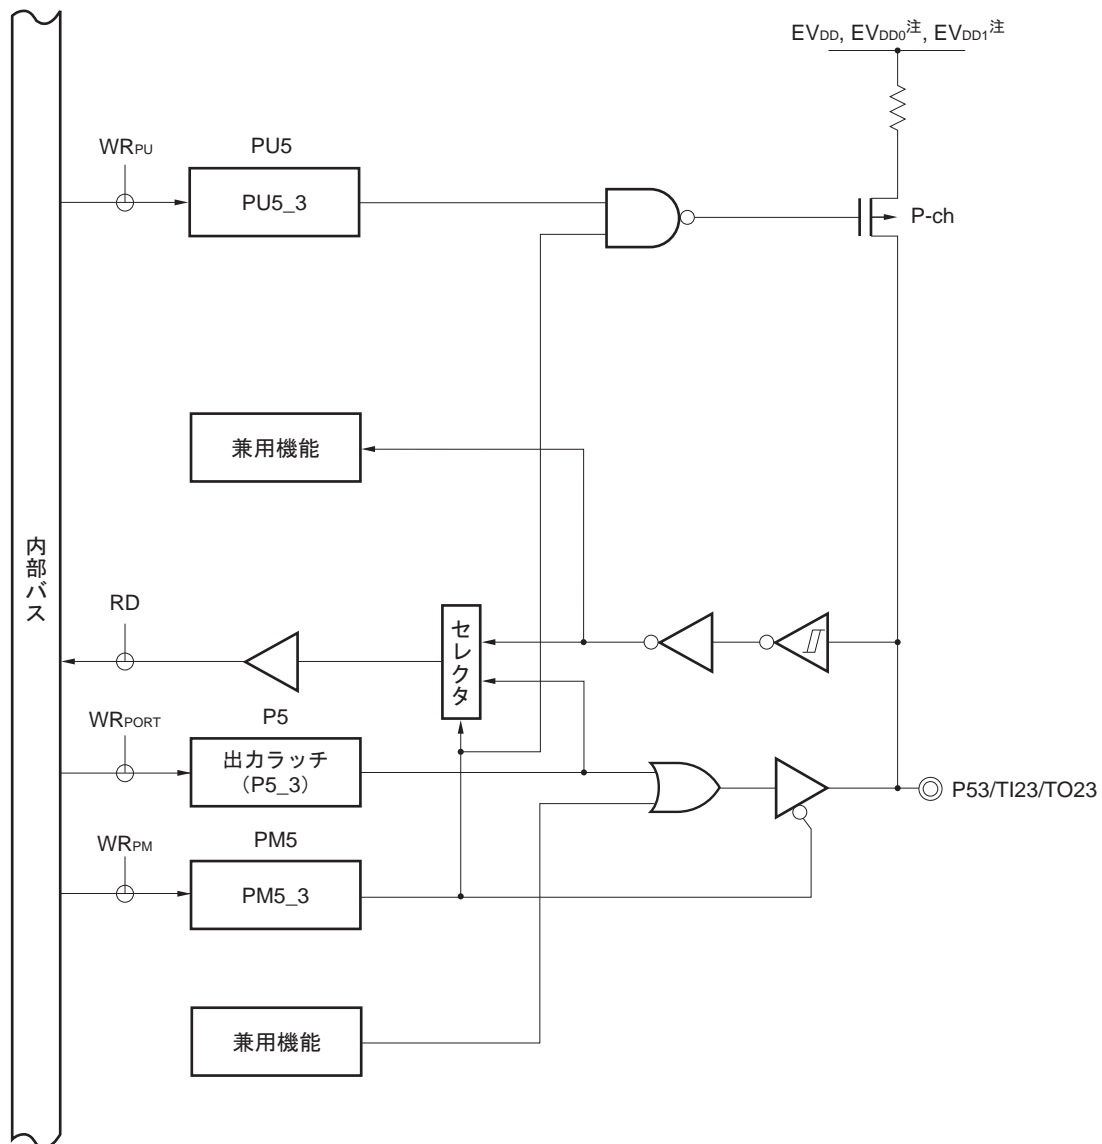 EVDD, EVDD0注, EVDD1注
WRPU
PU5
PU5_3
P-ch
兼用機能
内部バス
RD
セレクタ
WRPORT
P5
出力ラッチ
（P5_3）
P53/TI23/TO23
WRPM
PM5
PM5_3
兼用機能